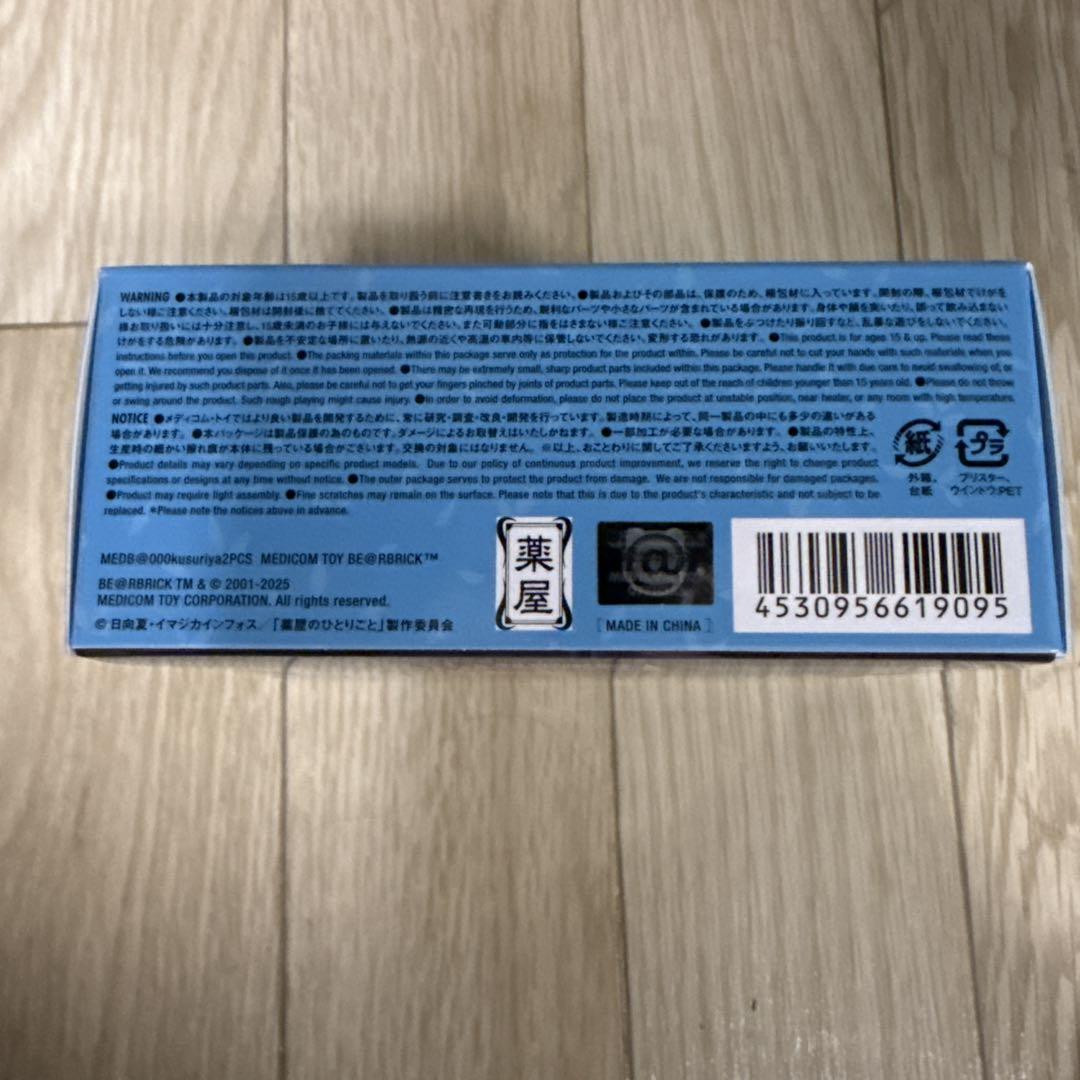 WARNING ●本製品の対象年齢は15歳以上です。製品を取り扱う前に注意書きをお読みください。●製品およびその部品は、保護のため、梱包材に入っています。開封の際、梱包材でけがを
しない様ご注意ください。梱包材は開封後に捨ててください。●製品は精密な再現を行うため、鋭利なパーツや小さなパーツが含まれている場合があります。身体や顔を突いたり、誤って飲み込まない
様お取り扱いには十分注意し、15歳未満のお子様には与えないでください。また可動部分に指をはさまない様ご注意ください。●製品をぶつけたり振り回すなど、乱暴な遊びをしないでください。
けがをする危険があります。●製品を不安定な場所に置いたり、熱源の近くや高温の車内等に保管しないでください。変形する恐れがあります。●This product is for ages 15 & up. Please read these
instructions before you open this product. ●The packing materials within this package serve only as protection for the product within. Please be careful not to cut your hands with such materials when you
open it. We recommend you dispose of it once it has been opened. ●There may be extremely small, sharp product parts included within this package. Please handle it with due care to avoid swallowing of, or
getting injured by such product parts. Also, please be careful not to get your fingers pinched by joints of product parts. Please keep out of the reach of children younger than 15 years old. ●Please do not throw
or swing around the product. Such rough playing might cause injury. ●In order to avoid deformation, please do not place the product at unstable position, near heater, or any room with high temperature.
NOTICE ●メディコム・トイではより良い製品を開発するために、常に研究・調査・改良・開発を行っています。製造時期によって、同一製品の中にも多少の違いがある
場合があります。●本パッケージは製品保護の為のものです。ダメージによるお取替えはいたしかねます。●一部加工が必要な場合があります。●製品の特性上、
生産時の細かい擦れ痕が本体に残っている場合がございます。交換の対象にはなりません。※以上、おことわりに関してご了承くださいますよう、お願いいたします。
●Product details may vary depending on specific product models. Due to our policy of continuous product improvement, we reserve the right to change product
specifications or designs at any time without notice. ●The outer package serves to protect the product from damage. We are not responsible for damaged packages.
●Product may require light assembly. ●Fine scratches may remain on the surface. Please note that this is due to the product's characteristic and not subject to be
replaced. *Please note the notices above in advance.
紙
外箱、
台紙
プラ
ブリスター、
ウインドウ:PET
MEDB@000kusuriya2PCS MEDICOM TOY BE@RBRICK™
BE@RBRICK TM & © 2001-2025
MEDICOM TOY CORPORATION. All rights reserved.
©日向夏・イマジカインフォス/「薬屋のひとりごと」製作委員会
薬屋
@
[MADE IN CHINA]
4530956619095